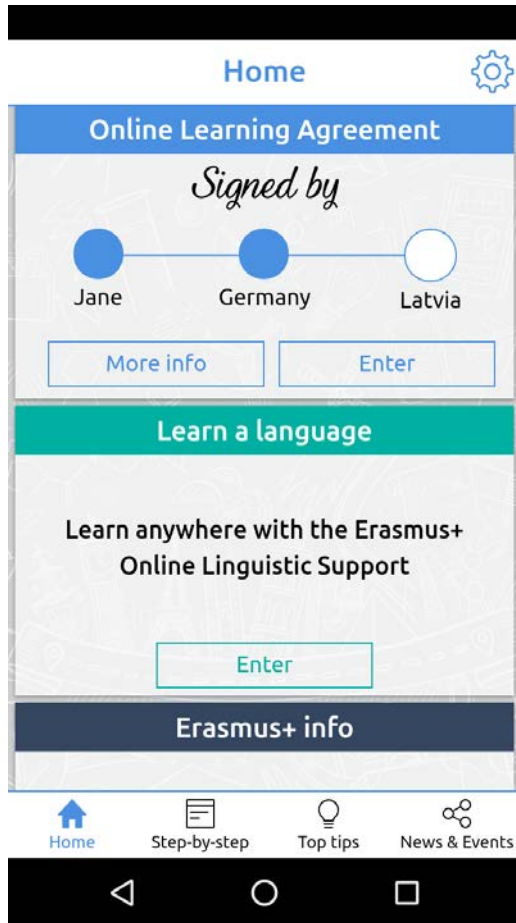 Home
Online Learning Agreement
Signed by
Jane Germany Latvia
More info Enter
Learn a language
Learn anywhere with the Erasmus+
Online Linguistic Support
Enter
Erasmus+ info
Home Step-by-step Top tips News & Events